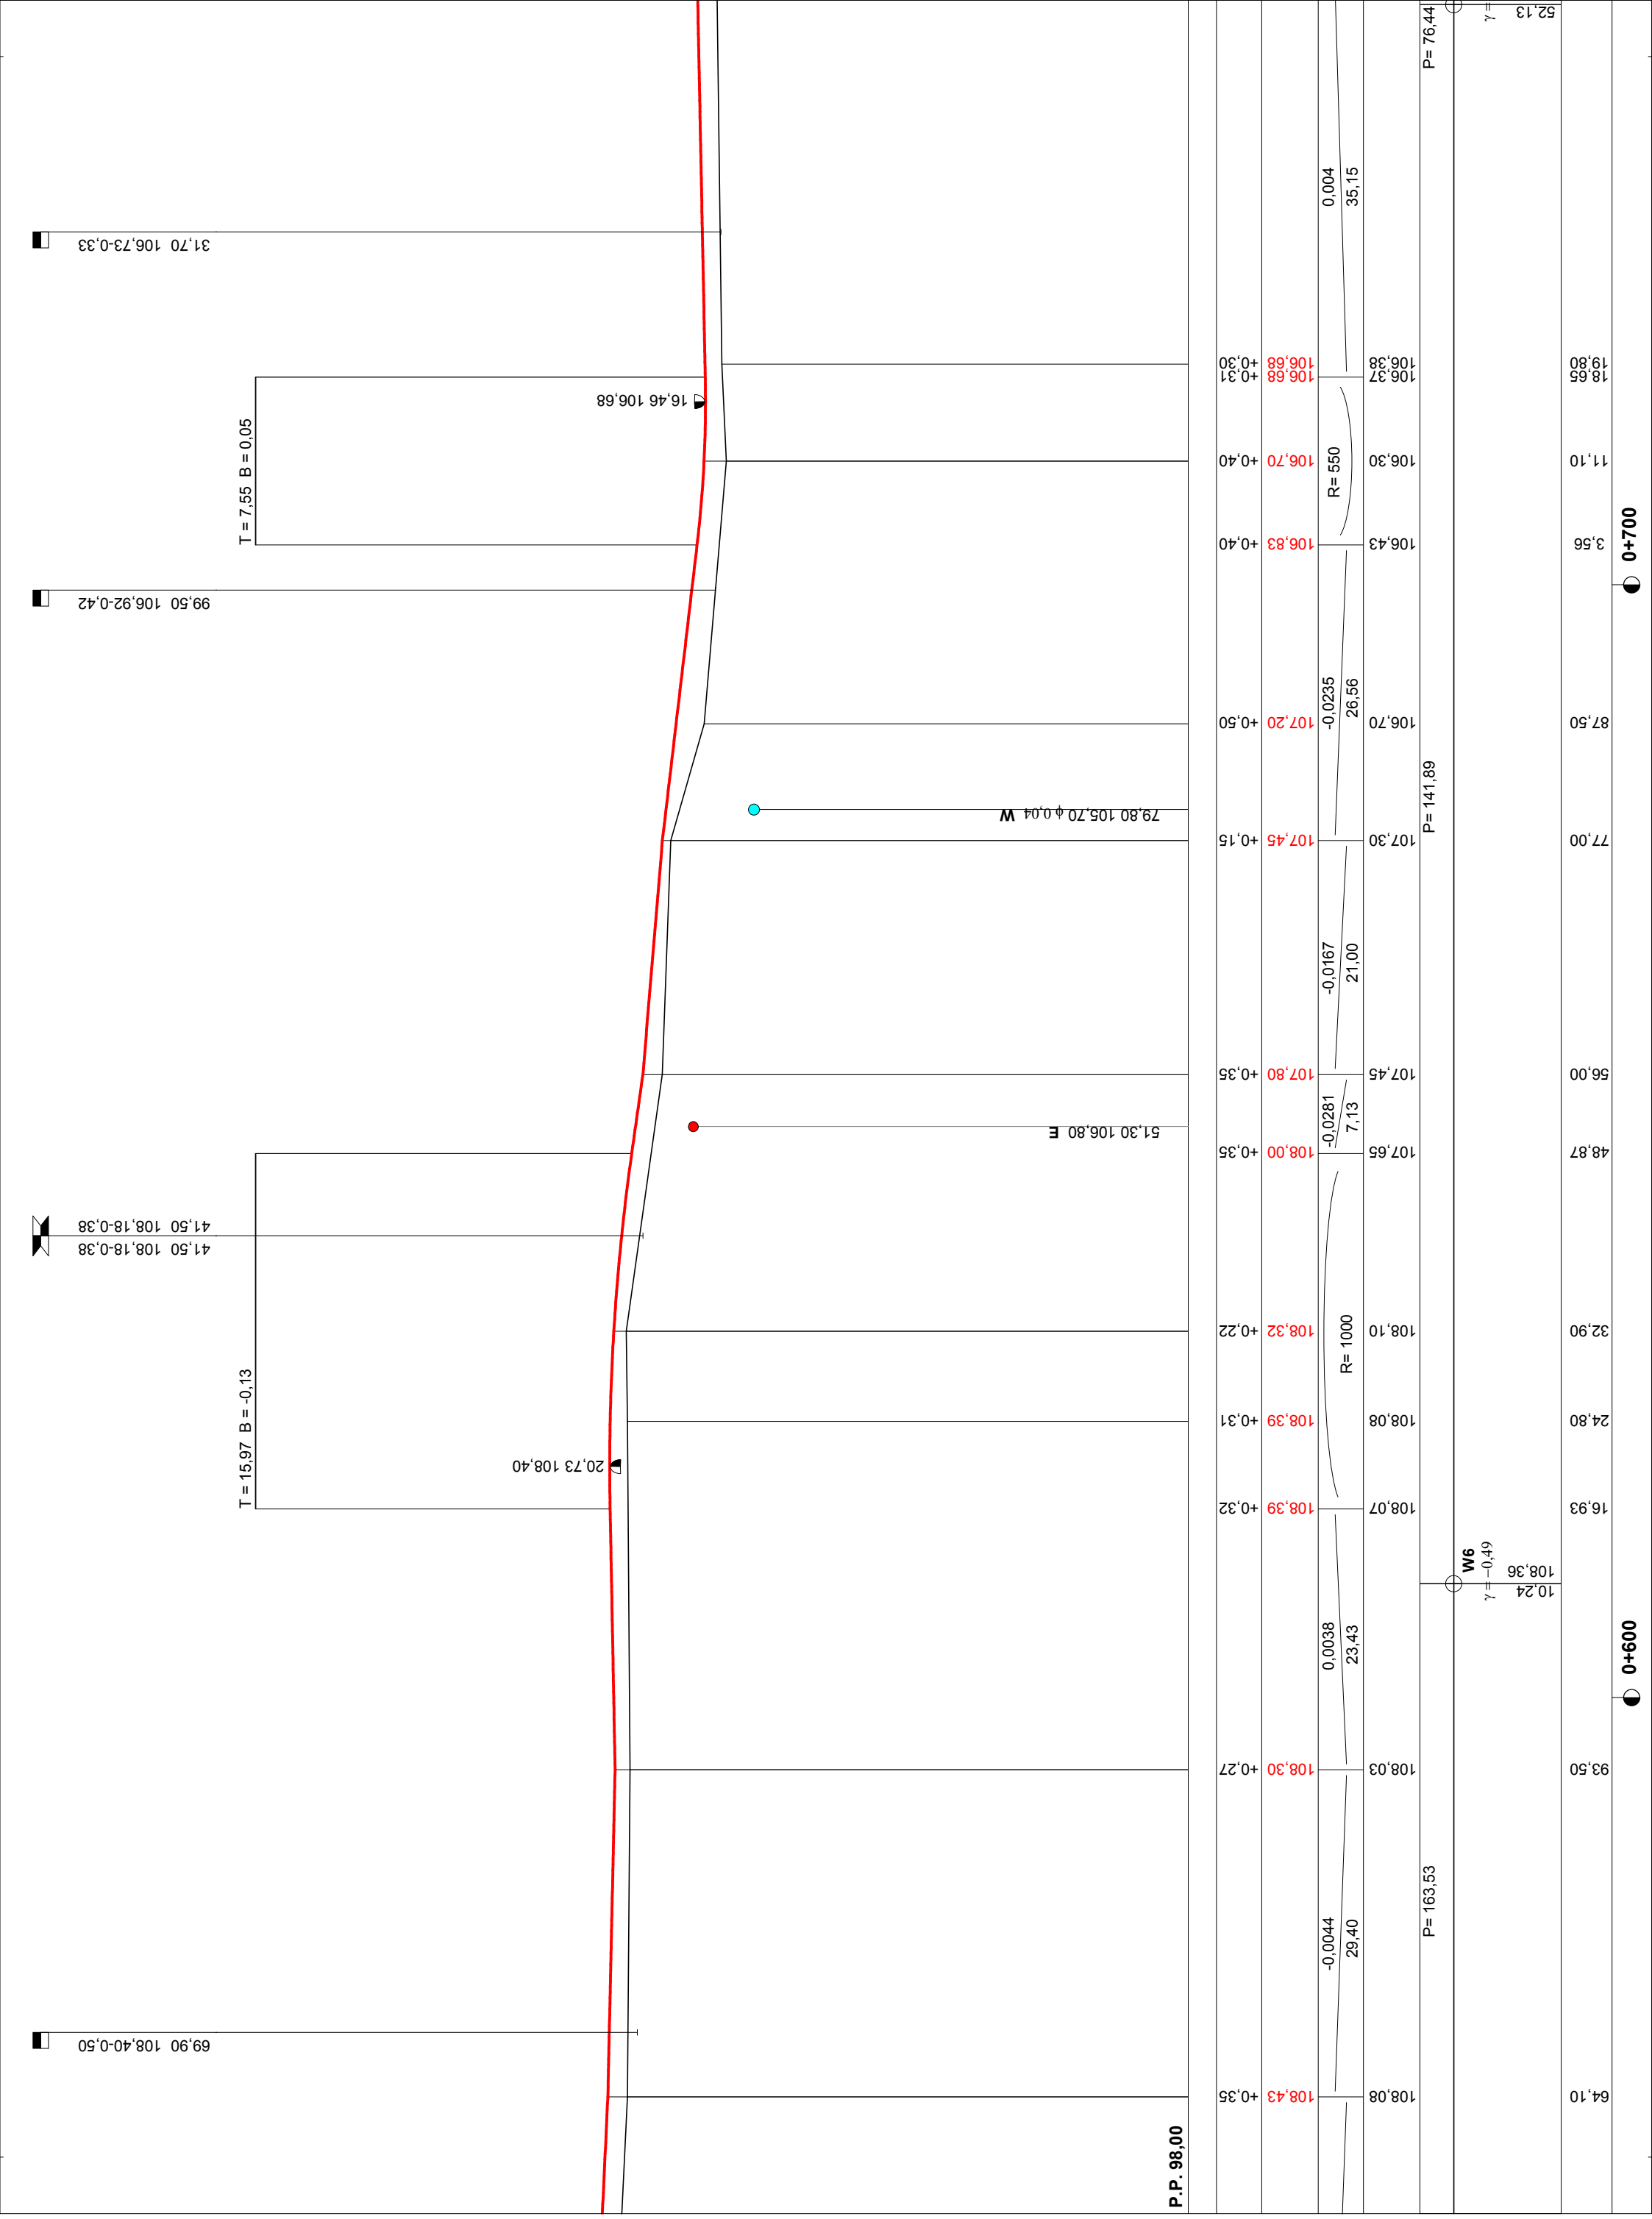 69,90 108,40-0,50
41,50 108,18-0,38
41,50 108,18-0,38
99,50 106,92-0,42
31,70 106,73-0,33
T = 15,97 B = -0,13
T = 7,55 B = 0,05
20,73 108,40
16,46 106,68
51,30 106,80 E
79,80 105,70 φ 0,04 W
P.P. 98,00
+0,35 +0,27 +0,32 +0,31 +0,22 +0,35 +0,35 +0,15 +0,50 +0,40 +0,40 +0,31 +0,30
108,43 108,30 108,39 108,39 108,32 108,00 107,80 107,45 107,20 106,83 106,70 106,68 106,68
-0,0044 0,0038 R= 1000 -0,0281 -0,0167 -0,0235 R= 550 0,004
29,40 23,43 7,13 21,00 26,56 35,15
108,08 108,03 108,07 108,08 108,10 107,65 107,45 107,30 106,70 106,43 106,30 106,37 106,38
P= 163,53 P= 141,89 P= 76,44
W6
γ = −0,49 γ =
10,24 108,36 52,13
64,10 93,50 16,93 24,80 32,90 48,87 56,00 77,00 87,50 3,56 11,10 18,65 19,80
0+600 0+700